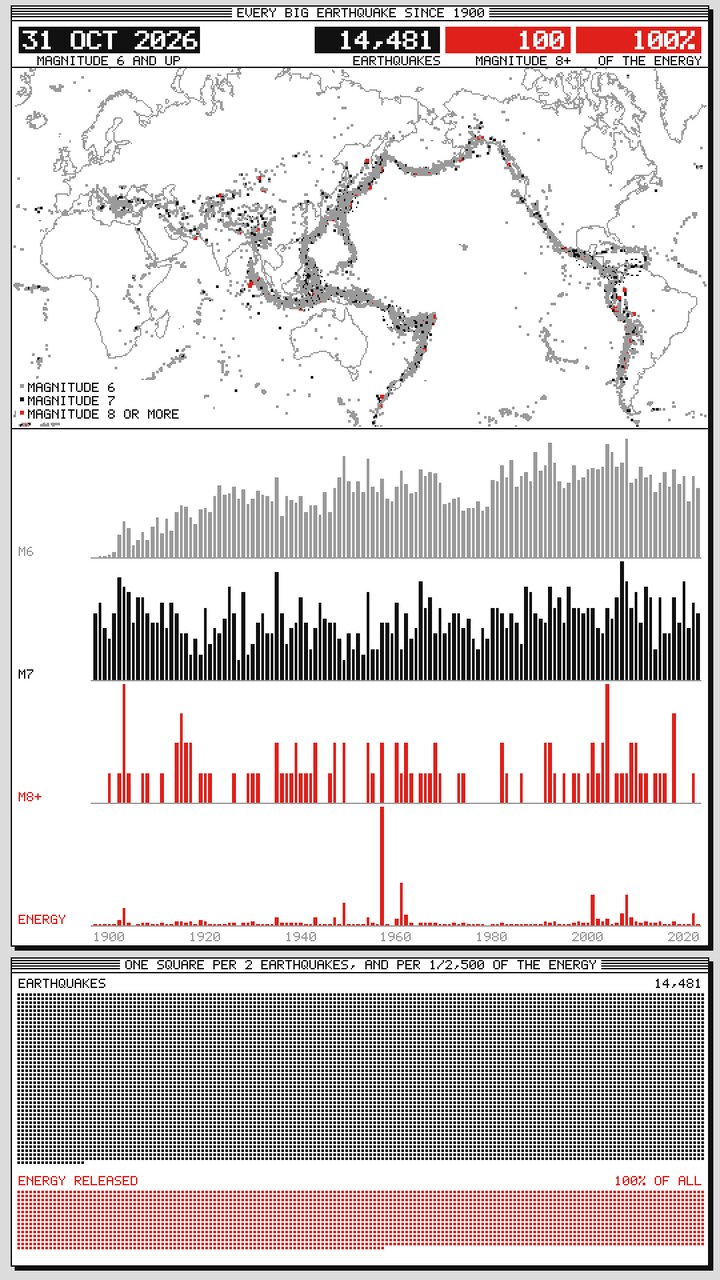 EVERY BIG EARTHQUAKE SINCE 1900
31 OCT 2026 14,481 100 100%
MAGNITUDE 6 AND UP EARTHQUAKES MAGNITUDE 8+ OF THE ENERGY
MAGNITUDE 6
MAGNITUDE 7
MAGNITUDE 8 OR MORE
M6
M7
M8+
ENERGY
1900 1920 1940 1960 1980 2000 2020
ONE SQUARE PER 2 EARTHQUAKES, AND PER 1/2,500 OF THE ENERGY
EARTHQUAKES 14,481
ENERGY RELEASED 100% OF ALL